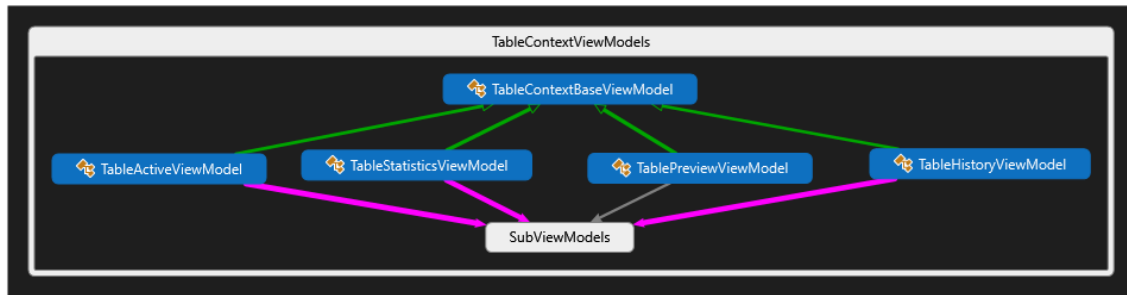 TableContextViewModels
TableContextBaseViewModel
TableActiveViewModel
TableStatisticsViewModel
TablePreviewViewModel
TableHistoryViewModel
SubViewModels